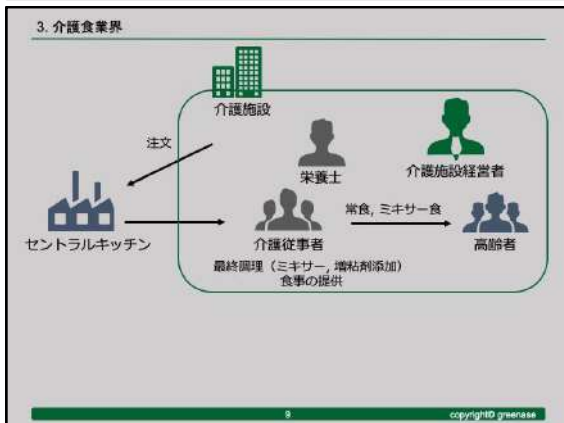 3. 介護食業界
介護施設
注文
栄養士
介護施設経営者
セントラルキッチン
介護従事者
常食, ミキサー食
高齢者
最終調理（ミキサー, 増粘剤添加）
食事の提供
9
copyright© greenase